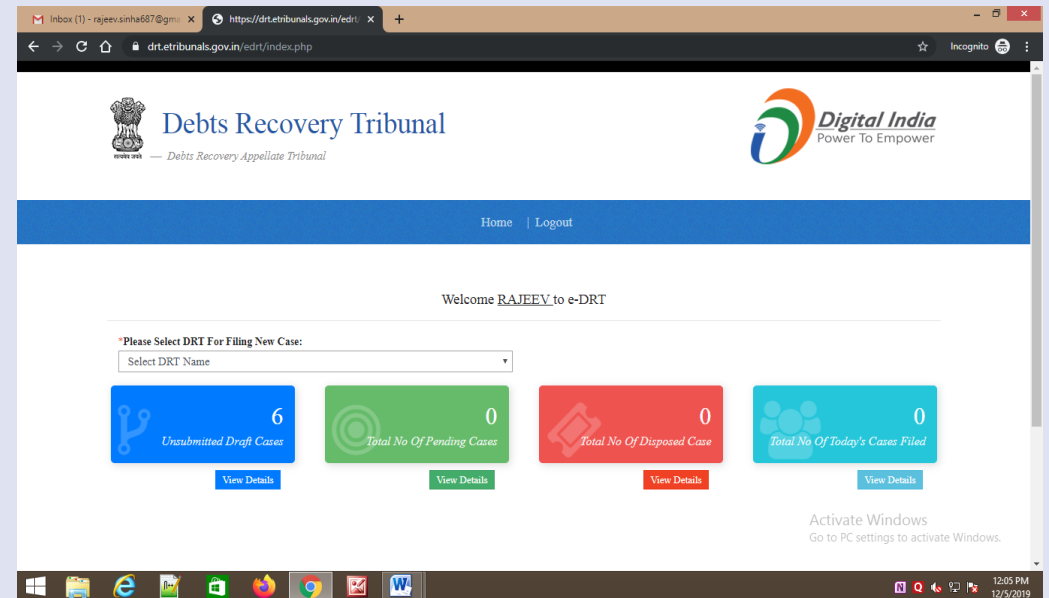 Inbox (1) - rajeev.sinha687@gma
https://drt.etribunals.gov.in/edrt/
drt.etribunals.gov.in/edrt/index.php
Incognito
Debts Recovery Tribunal
— Debts Recovery Appellate Tribunal
सत्यमेव जयते
Digital India
Power To Empower
Home | Logout
Welcome RAJEEV to e-DRT
*Please Select DRT For Filing New Case:
Select DRT Name
6
Unsubmitted Draft Cases
0
Total No Of Pending Cases
0
Total No Of Disposed Case
0
Total No Of Today's Cases Filed
View Details
View Details
View Details
View Details
Activate Windows
Go to PC settings to activate Windows.
12:05 PM
12/5/2019